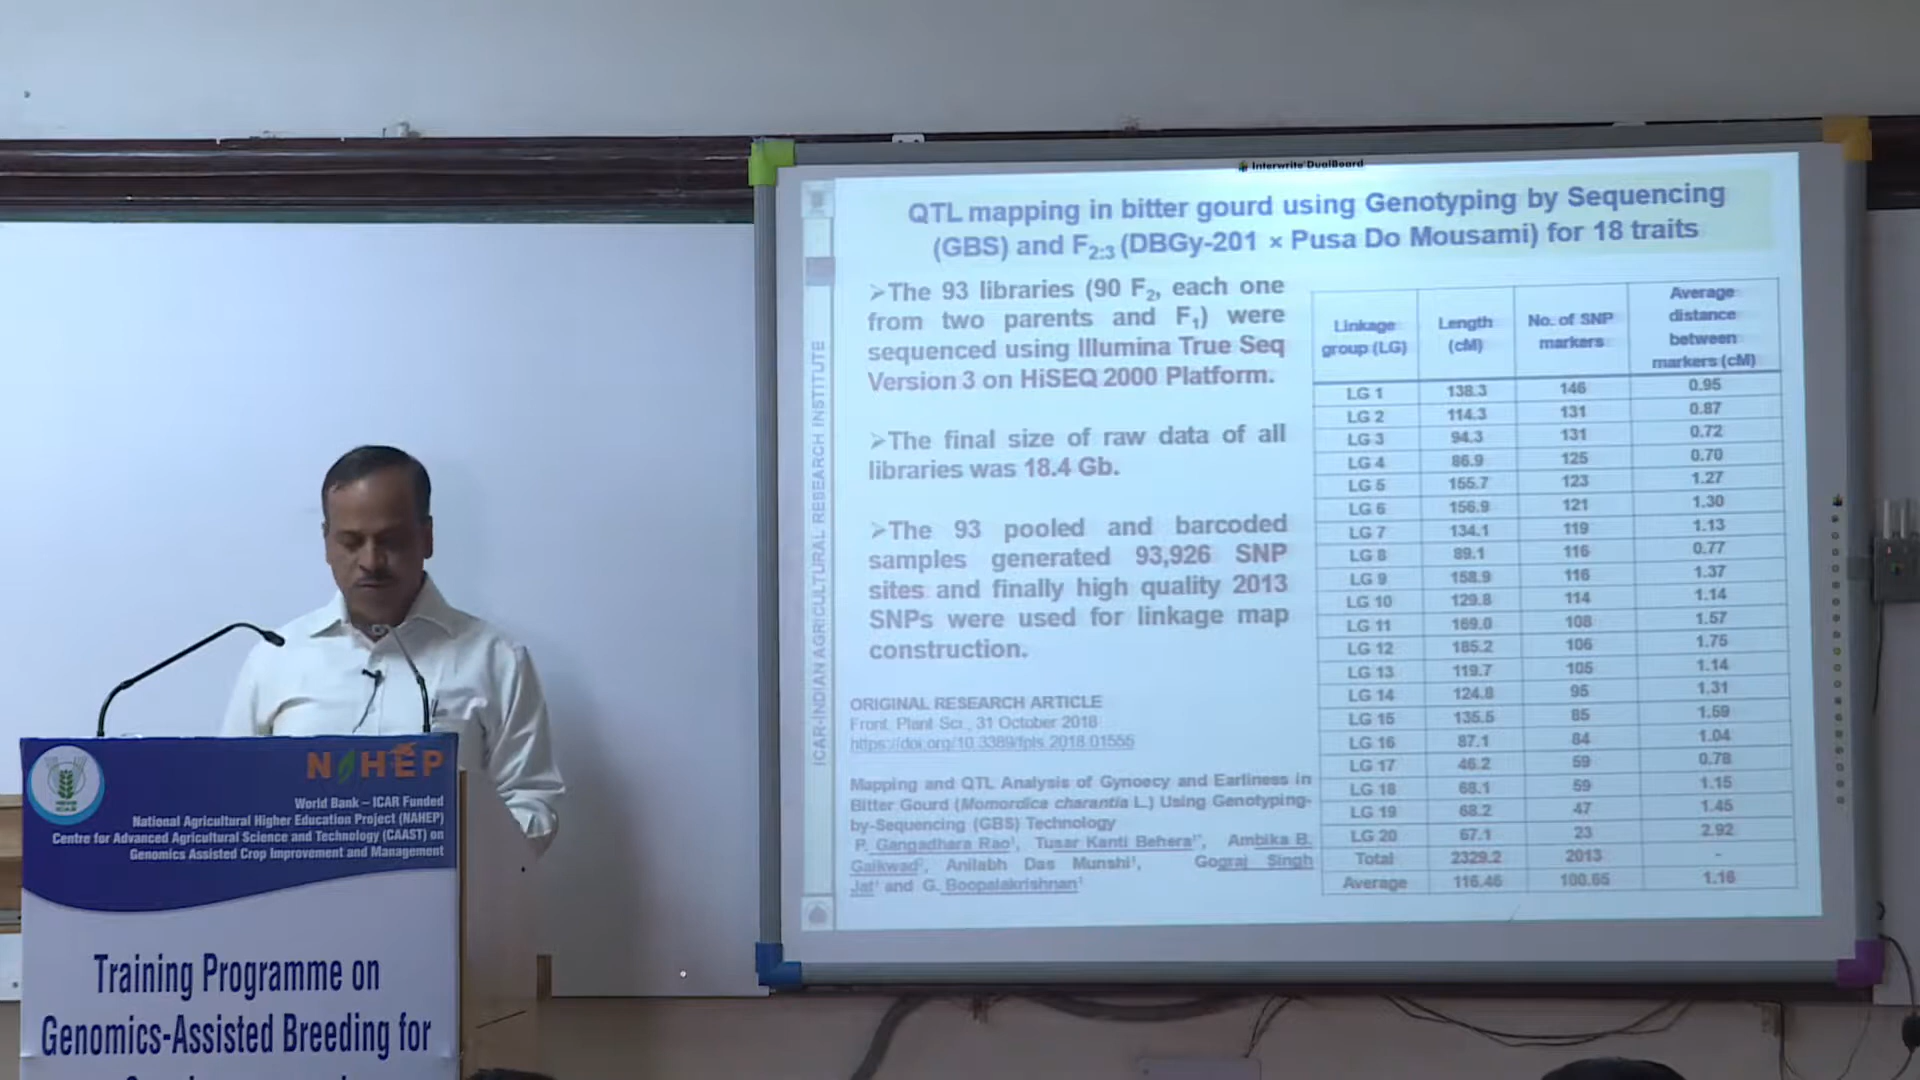 Interwrite DualBoard
QTL mapping in bitter gourd using Genotyping by Sequencing
(GBS) and F2:3 (DBGy-201 × Pusa Do Mousami) for 18 traits
➢The 93 libraries (90 F2, each one
from two parents and F1) were
sequenced using Illumina True Seq
Version 3 on HiSEQ 2000 Platform.
➢The final size of raw data of all
libraries was 18.4 Gb.
➢The 93 pooled and barcoded
samples generated 93,926 SNP
sites and finally high quality 2013
SNPs were used for linkage map
construction.
ORIGINAL RESEARCH ARTICLE
Front. Plant Sci., 31 October 2018
https://doi.org/10.3389/fpls.2018.01555
Mapping and QTL Analysis of Gynoecy and Earliness in
Bitter Gourd (Momordica charantia L.) Using Genotyping-
by-Sequencing (GBS) Technology
P. Gangadhara Rao1, Tusar Kanti Behera1*, Ambika B.
Gaikwad2, Anilabh Das Munshi1, Gograj Singh
Jat1 and G. Boopalakrishnan1
Linkage group (LG) Length (cM) No. of SNP markers Average distance between markers (cM)
LG 1 138.3 146 0.95
LG 2 114.3 131 0.87
LG 3 94.3 131 0.72
LG 4 86.9 125 0.70
LG 5 155.7 123 1.27
LG 6 156.9 121 1.30
LG 7 134.1 119 1.13
LG 8 89.1 116 0.77
LG 9 158.9 116 1.37
LG 10 129.8 114 1.14
LG 11 169.0 108 1.57
LG 12 185.2 106 1.75
LG 13 119.7 105 1.14
LG 14 124.8 95 1.31
LG 15 135.5 85 1.59
LG 16 87.1 84 1.04
LG 17 46.2 59 0.78
LG 18 68.1 59 1.15
LG 19 68.2 47 1.45
LG 20 67.1 23 2.92
Total 2329.2 2013 -
Average 116.46 100.65 1.16
ICAR-INDIAN AGRICULTURAL RESEARCH INSTITUTE
NAHEP
World Bank – ICAR Funded
National Agricultural Higher Education Project (NAHEP)
Centre for Advanced Agricultural Science and Technology (CAAST) on
Genomics Assisted Crop Improvement and Management
Training Programme on
Genomics-Assisted Breeding for